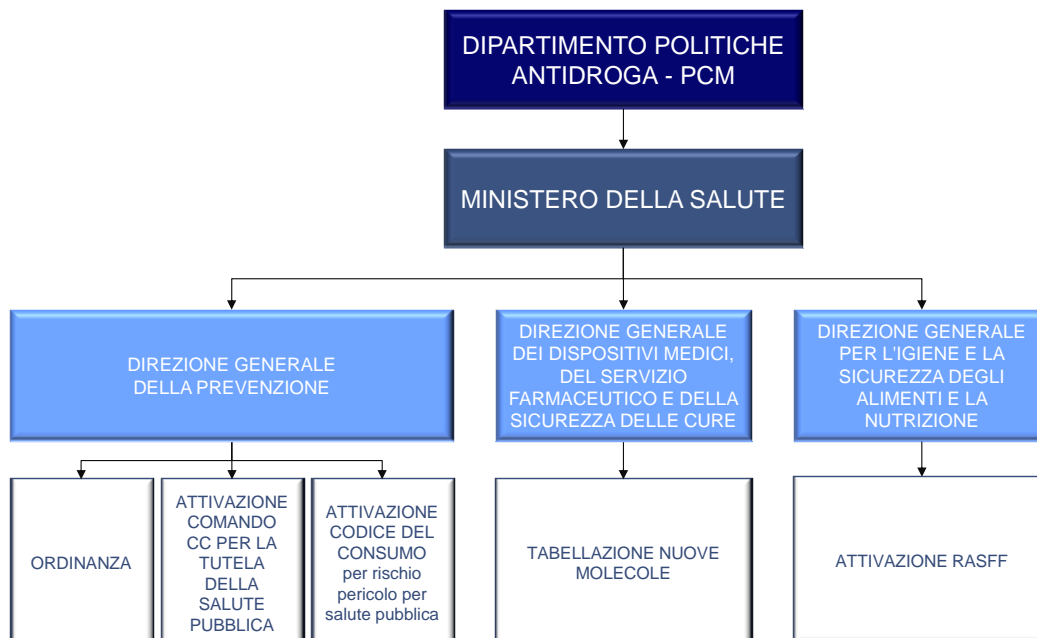 DIPARTIMENTO POLITICHE
ANTIDROGA - PCM
MINISTERO DELLA SALUTE
DIREZIONE GENERALE
DELLA PREVENZIONE
DIREZIONE GENERALE
DEI DISPOSITIVI MEDICI,
DEL SERVIZIO
FARMACEUTICO E DELLA
SICUREZZA DELLE CURE
DIREZIONE GENERALE
PER L'IGIENE E LA
SICUREZZA DEGLI
ALIMENTI E LA
NUTRIZIONE
ORDINANZA
ATTIVAZIONE
COMANDO
CC PER LA
TUTELA
DELLA
SALUTE
PUBBLICA
ATTIVAZIONE
CODICE DEL
CONSUMO
per rischio
pericolo per
salute pubblica
TABELLAZIONE NUOVE
MOLECOLE
ATTIVAZIONE RASFF